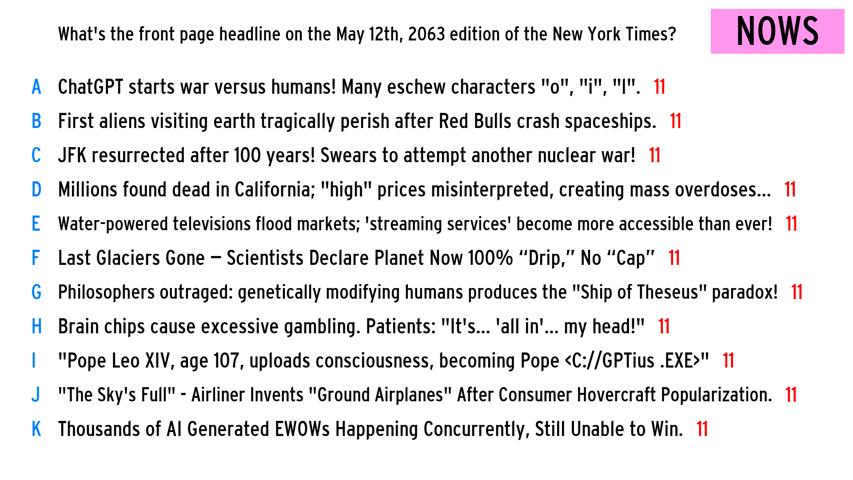 What's the front page headline on the May 12th, 2063 edition of the New York Times?
NOWS
A ChatGPT starts war versus humans! Many eschew characters "o", "i", "l". 11
B First aliens visiting earth tragically perish after Red Bulls crash spaceships. 11
C JFK resurrected after 100 years! Swears to attempt another nuclear war! 11
D Millions found dead in California; "high" prices misinterpreted, creating mass overdoses... 11
E Water-powered televisions flood markets; 'streaming services' become more accessible than ever! 11
F Last Glaciers Gone — Scientists Declare Planet Now 100% “Drip,” No “Cap” 11
G Philosophers outraged: genetically modifying humans produces the "Ship of Theseus" paradox! 11
H Brain chips cause excessive gambling. Patients: "It's... 'all in'... my head!" 11
I "Pope Leo XIV, age 107, uploads consciousness, becoming Pope <C://GPTius .EXE>" 11
J "The Sky's Full" - Airliner Invents "Ground Airplanes" After Consumer Hovercraft Popularization. 11
K Thousands of AI Generated EWOWs Happening Concurrently, Still Unable to Win. 11